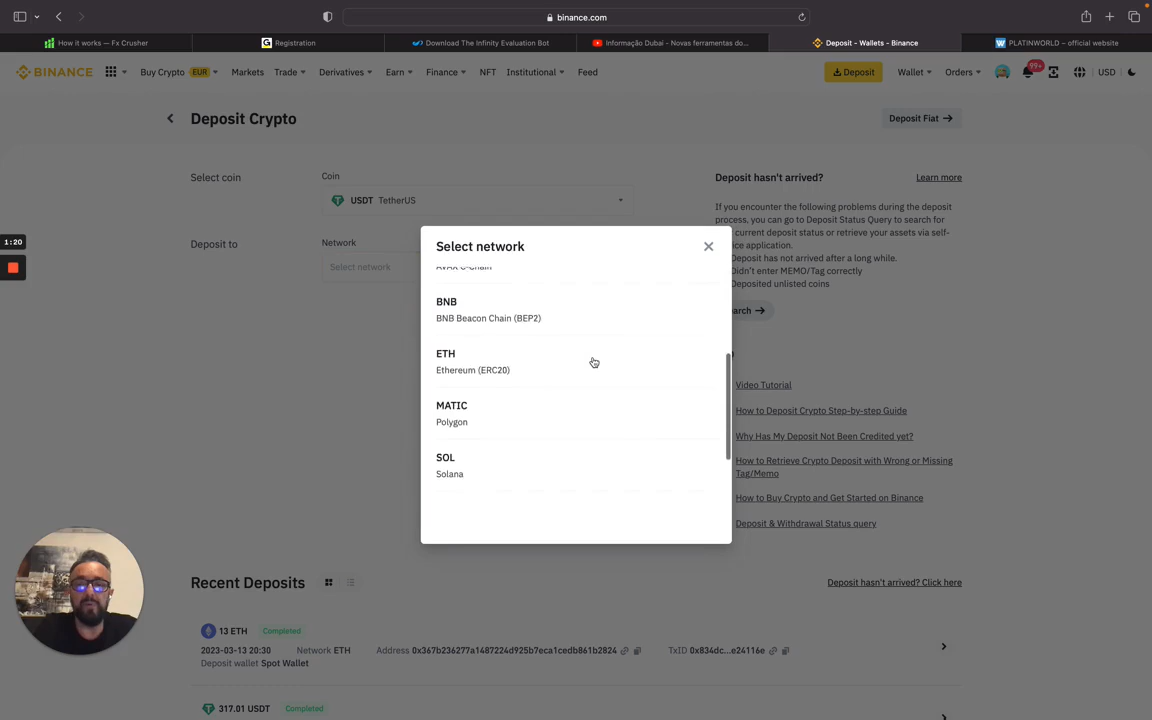 binance.com
How it works — Fx Crusher
Registration
Download The Infinity Evaluation Bot
Informação Dubai - Novas ferramentas do...
Deposit - Wallets - Binance
PLATINWORLD – official website
BINANCE
Buy Crypto EUR
Markets
Trade
Derivatives
Earn
Finance
NFT
Institutional
Feed
Deposit
Wallet
Orders
99+
USD
Deposit Crypto
Deposit Fiat →
Select coin
Coin
USDT TetherUS
Deposit to
Network
Select network
Deposit hasn't arrived?
Learn more
If you encounter the following problems during the deposit
process, you can go to Deposit Status Query to search for
current deposit status or retrieve your assets via self-
ice application.
Deposit has not arrived after a long while.
Didn't enter MEMO/Tag correctly
Deposited unlisted coins
earch →
1:20
Select network
AVAX C-Chain
BNB
BNB Beacon Chain (BEP2)
ETH
Ethereum (ERC20)
MATIC
Polygon
SOL
Solana
Video Tutorial
How to Deposit Crypto Step-by-step Guide
Why Has My Deposit Not Been Credited yet?
How to Retrieve Crypto Deposit with Wrong or Missing
Tag/Memo
How to Buy Crypto and Get Started on Binance
Deposit & Withdrawal Status query
Recent Deposits
Deposit hasn't arrived? Click here
13 ETH Completed
2023-03-13 20:30 Network ETH Address 0x367b236277a1487224d925b7eca1cedb861b2824 TxID 0x834dc...e24116e
Deposit wallet Spot Wallet
317.01 USDT Completed